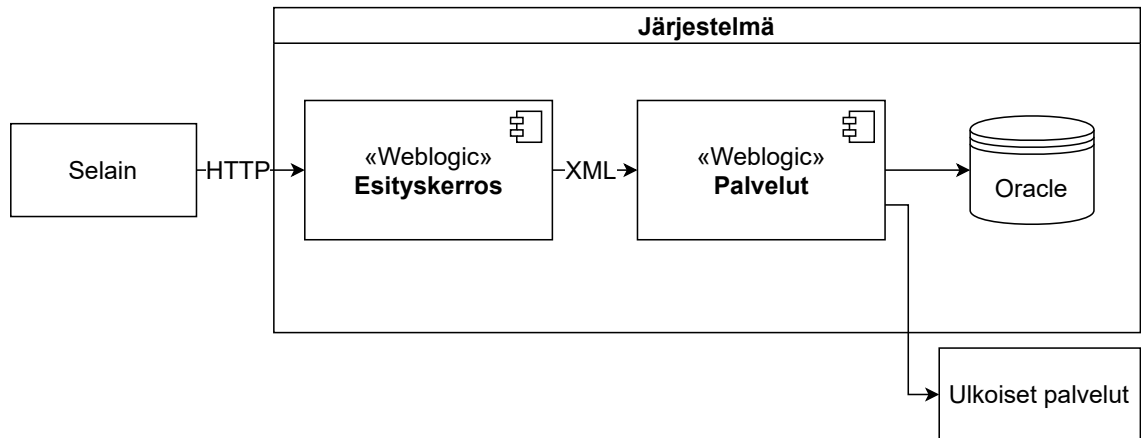 Järjestelmä
Selain
HTTP
«Weblogic»
Esityskerros
XML
«Weblogic»
Palvelut
Oracle
Ulkoiset palvelut